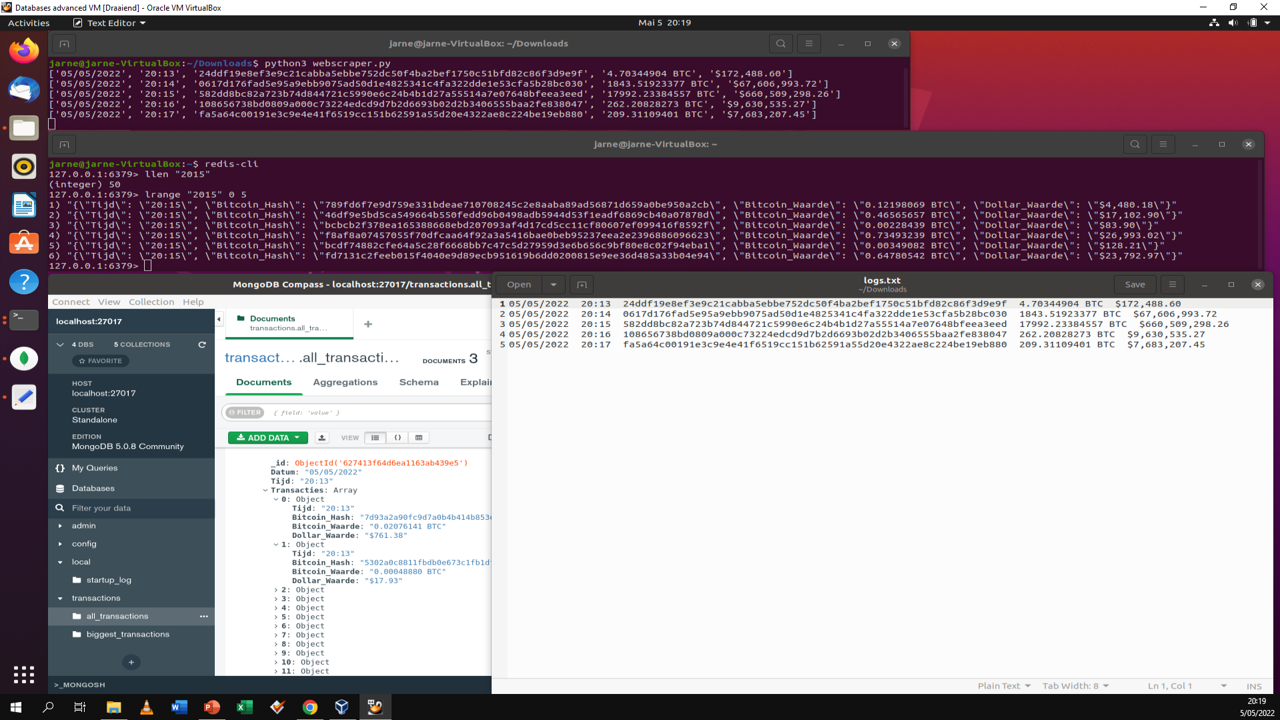 Databases advanced VM [Draaiend] - Oracle VM VirtualBox
Activities Text Editor Mai 5 20:19
jarne@jarne-VirtualBox: ~/Downloads
jarne@jarne-VirtualBox:~/Downloads$ python3 webscraper.py
['05/05/2022', '20:13', '24ddf19e8ef3e9c21cabba5ebbe752dc50f4ba2bef1750c51bfd82c86f3d9e9f', '4.70344904 BTC', '$172,488.60']
['05/05/2022', '20:14', '0617d176fad5e95a9ebb9075ad50d1e4825341c4fa322dde1e53cfa5b28bc030', '1843.51923377 BTC', '$67,606,993.72']
['05/05/2022', '20:15', '582dd8bc82a723b74d844721c5990e6c24b4b1d27a55514a7e07648bfeea3eed', '17992.23384557 BTC', '$660,509,298.26']
['05/05/2022', '20:16', '108656738bd0809a000c73224edcd9d7b2d6693b02d2b3406555baa2fe838047', '262.20828273 BTC', '$9,630,535.27']
['05/05/2022', '20:17', 'fa5a64c00191e3c9e4e41f6519cc151b62591a55d20e4322ae8c224be19eb880', '209.31109401 BTC', '$7,683,207.45']
jarne@jarne-VirtualBox: ~
jarne@jarne-VirtualBox:~$ redis-cli
127.0.0.1:6379> llen "2015"
(integer) 50
127.0.0.1:6379> lrange "2015" 0 5
1) "{\"Tijd\": \"20:15\", \"Bitcoin_Hash\": \"789fd6f7e9d759e331bdeae710708245c2e8aaba89ad56871d659a0be950a2cb\", \"Bitcoin_Waarde\": \"0.12198069 BTC\", \"Dollar_Waarde\": \"$4,480.18\"}"
2) "{\"Tijd\": \"20:15\", \"Bitcoin_Hash\": \"46df9e5bd5ca549664b550fedd96b0498adb5944d53f1eadf6869cb40a07878d\", \"Bitcoin_Waarde\": \"0.46565657 BTC\", \"Dollar_Waarde\": \"$17,102.90\"}"
3) "{\"Tijd\": \"20:15\", \"Bitcoin_Hash\": \"bcbcb2f378ea165388668ebd207093af4d17cd5cc11cf80607ef099416f8592f\", \"Bitcoin_Waarde\": \"0.00228439 BTC\", \"Dollar_Waarde\": \"$83.90\"}"
4) "{\"Tijd\": \"20:15\", \"Bitcoin_Hash\": \"f8af8a0745705​5f70dfcaa64f92a3a5416bae0beb95237eea2e2396886096623\", \"Bitcoin_Waarde\": \"0.73493239 BTC\", \"Dollar_Waarde\": \"$26,993.02\"}"
5) "{\"Tijd\": \"20:15\", \"Bitcoin_Hash\": \"bcdf74882cfe64a5c28f6e68bb7c47c5d27959d3e6b656c9bf80e8c02f94eba1\", \"Bitcoin_Waarde\": \"0.00349082 BTC\", \"Dollar_Waarde\": \"$128.21\"}"
6) "{\"Tijd\": \"20:15\", \"Bitcoin_Hash\": \"fd7131c2feeb015f4040e9d89ecb951619b6dd0200815e9ee36d485a33b04e94\", \"Bitcoin_Waarde\": \"0.64780542 BTC\", \"Dollar_Waarde\": \"$23,792.97\"}"
127.0.0.1:6379>
MongoDB Compass - localhost:27017/transactions.all_t
Connect View Collection Help
localhost:27017
4 DBS 5 COLLECTIONS
FAVORITE
HOST
localhost:27017
CLUSTER
Standalone
EDITION
MongoDB 5.0.8 Community
My Queries
Databases
Filter your data
admin
config
local
startup_log
transactions
all_transactions
biggest_transactions
>_MONGOSH
Documents
transactions.all_tra...
transact... .all_transacti... DOCUMENTS 3
Documents Aggregations Schema Explai
FILTER { field: 'value' }
ADD DATA VIEW
_id: ObjectId('627413f64d6ea1163ab439e5')
Datum: "05/05/2022"
Tijd: "20:13"
Transacties: Array
0: Object
Tijd: "20:13"
Bitcoin_Hash: "7d93a2a90fc9d7a0b4b414b853
Bitcoin_Waarde: "0.02076141 BTC"
Dollar_Waarde: "$761.38"
1: Object
Tijd: "20:13"
Bitcoin_Hash: "5302a0c8811fbdb0e673c1fb1d
Bitcoin_Waarde: "0.00048880 BTC"
Dollar_Waarde: "$17.93"
2: Object
3: Object
4: Object
5: Object
6: Object
7: Object
8: Object
9: Object
10: Object
11: Object
Open logs.txt Save
~/Downloads
1 05/05/2022 20:13 24ddf19e8ef3e9c21cabba5ebbe752dc50f4ba2bef1750c51bfd82c86f3d9e9f 4.70344904 BTC $172,488.60
2 05/05/2022 20:14 0617d176fad5e95a9ebb9075ad50d1e4825341c4fa322dde1e53cfa5b28bc030 1843.51923377 BTC $67,606,993.72
3 05/05/2022 20:15 582dd8bc82a723b74d844721c5990e6c24b4b1d27a55514a7e07648bfeea3eed 17992.23384557 BTC $660,509,298.26
4 05/05/2022 20:16 108656738bd0809a000c73224edcd9d7b2d6693b02d2b3406555baa2fe838047 262.20828273 BTC $9,630,535.27
5 05/05/2022 20:17 fa5a64c00191e3c9e4e41f6519cc151b62591a55d20e4322ae8c224be19eb880 209.31109401 BTC $7,683,207.45
Plain Text Tab Width: 8 Ln 1, Col 1 INS
20:19
5/05/2022